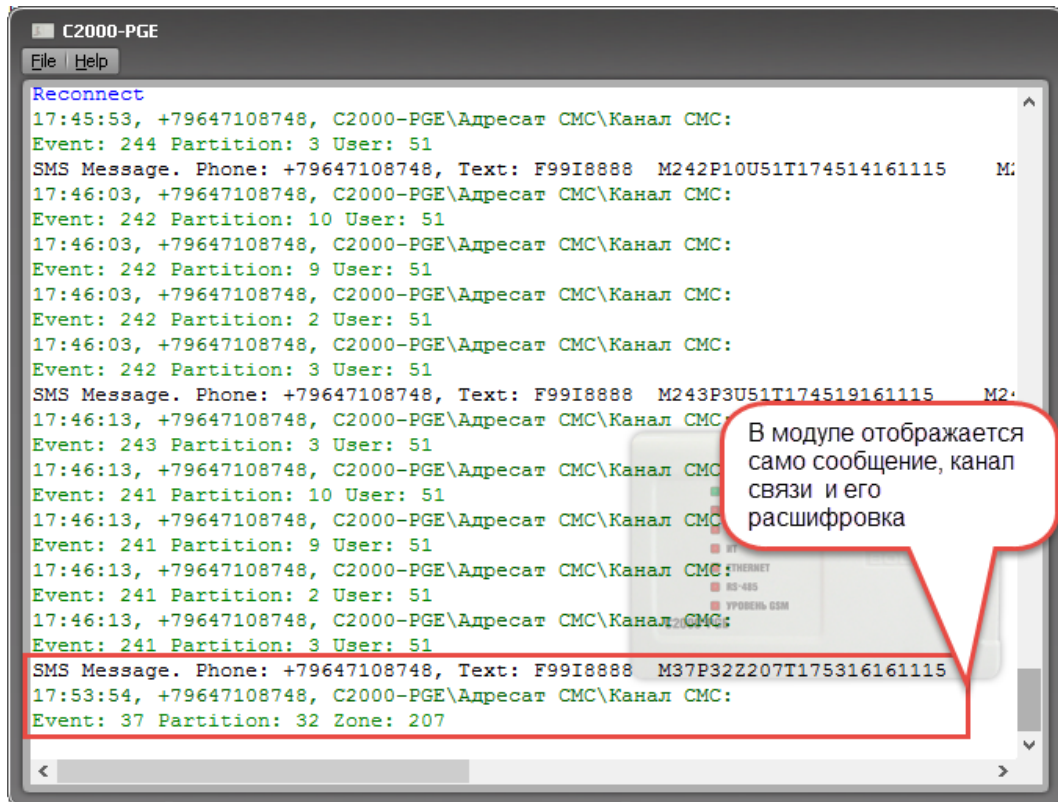 C2000-PGE
File Help
Reconnect
17:45:53, +79647108748, C2000-PGE\Адресат СМС\Канал СМС:
Event: 244 Partition: 3 User: 51
SMS Message. Phone: +79647108748, Text: F99I8888 M242P10U51T174514161115
17:46:03, +79647108748, C2000-PGE\Адресат СМС\Канал СМС:
Event: 242 Partition: 10 User: 51
17:46:03, +79647108748, C2000-PGE\Адресат СМС\Канал СМС:
Event: 242 Partition: 9 User: 51
17:46:03, +79647108748, C2000-PGE\Адресат СМС\Канал СМС:
Event: 242 Partition: 2 User: 51
17:46:03, +79647108748, C2000-PGE\Адресат СМС\Канал СМС:
Event: 242 Partition: 3 User: 51
SMS Message. Phone: +79647108748, Text: F99I8888 M243P3U51T174519161115
17:46:13, +79647108748, C2000-PGE\Адресат СМС\Канал СМС:
Event: 243 Partition: 3 User: 51
17:46:13, +79647108748, C2000-PGE\Адресат СМС\Канал СМС
Event: 241 Partition: 10 User: 51
17:46:13, +79647108748, C2000-PGE\Адресат СМС\Канал СМС
Event: 241 Partition: 9 User: 51
17:46:13, +79647108748, C2000-PGE\Адресат СМС\Канал СМС:
Event: 241 Partition: 2 User: 51
17:46:13, +79647108748, C2000-PGE\Адресат СМС\Канал СМС:
Event: 241 Partition: 3 User: 51
SMS Message. Phone: +79647108748, Text: F99I8888 M37P32Z207T175316161115
17:53:54, +79647108748, C2000-PGE\Адресат СМС\Канал СМС:
Event: 37 Partition: 32 Zone: 207
В модуле отображается
само сообщение, канал
связи и его
расшифровка
ETHERNET
RS-485
УРОВЕНЬ GSM